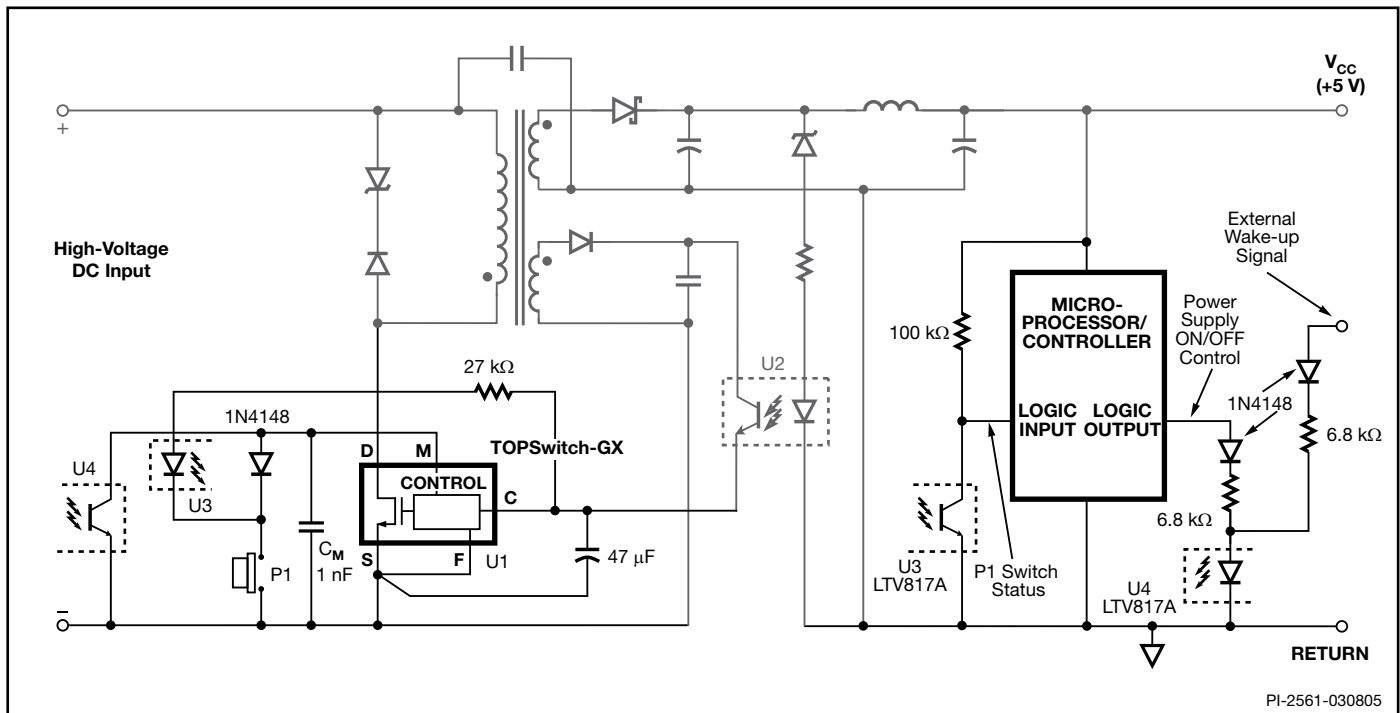 V_CC
(+5 V)
+
High-Voltage
DC Input
External
Wake-up
Signal
MICRO-
PROCESSOR/
CONTROLLER
Power
Supply
ON/OFF
Control
100 kΩ
U2
27 kΩ
1N4148
LOGIC
INPUT
LOGIC
OUTPUT
1N4148
6.8 kΩ
TOPSwitch-GX
D
M
CONTROL
C
U4
U3
S
F
U1
47 µF
C_M
1 nF
P1
6.8 kΩ
U3
LTV817A
P1 Switch
Status
U4
LTV817A
–
RETURN
PI-2561-030805